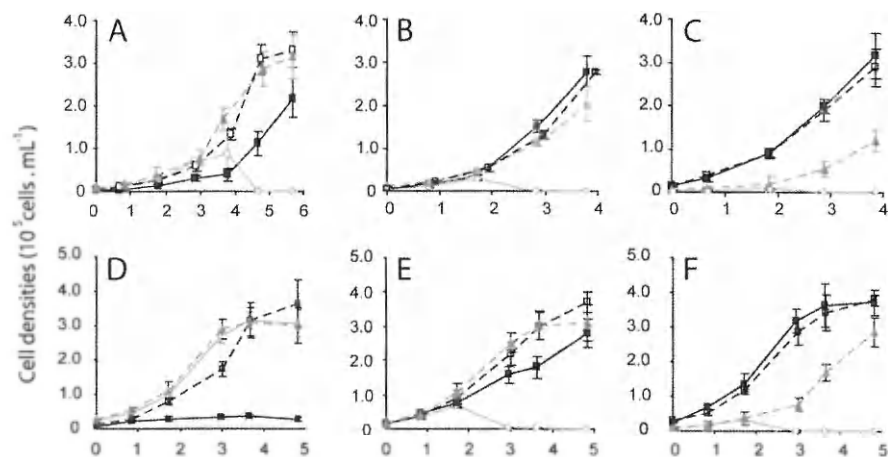 A
B
C
4.0 4.0 4.0
3.0 3.0 3.0
2.0 2.0 2.0
1.0 1.0 1.0
0 0 0
0 1 2 3 4 5 6 0 1 2 3 4 0 1 2 3 4
D
E
F
5.0 5.0 5.0
4.0 4.0 4.0
3.0 3.0 3.0
2.0 2.0 2.0
1.0 1.0 1.0
0 0.0 0.0
0 1 2 3 4 5 0 1 2 3 4 5 0 1 2 3 4 5
Cell densities (10⁵cells.mL⁻¹)